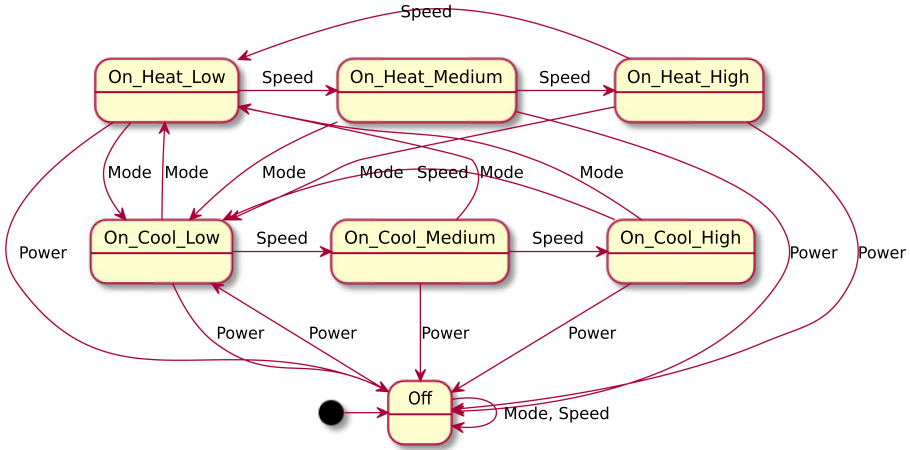 Speed
On_Heat_Low
Speed
On_Heat_Medium
Speed
On_Heat_High
Mode
Mode
Mode
Mode
Speed
Mode
Mode
On_Cool_Low
Speed
On_Cool_Medium
Speed
On_Cool_High
Power
Power
Power
Power
Power
Power
Power
Off
Mode, Speed